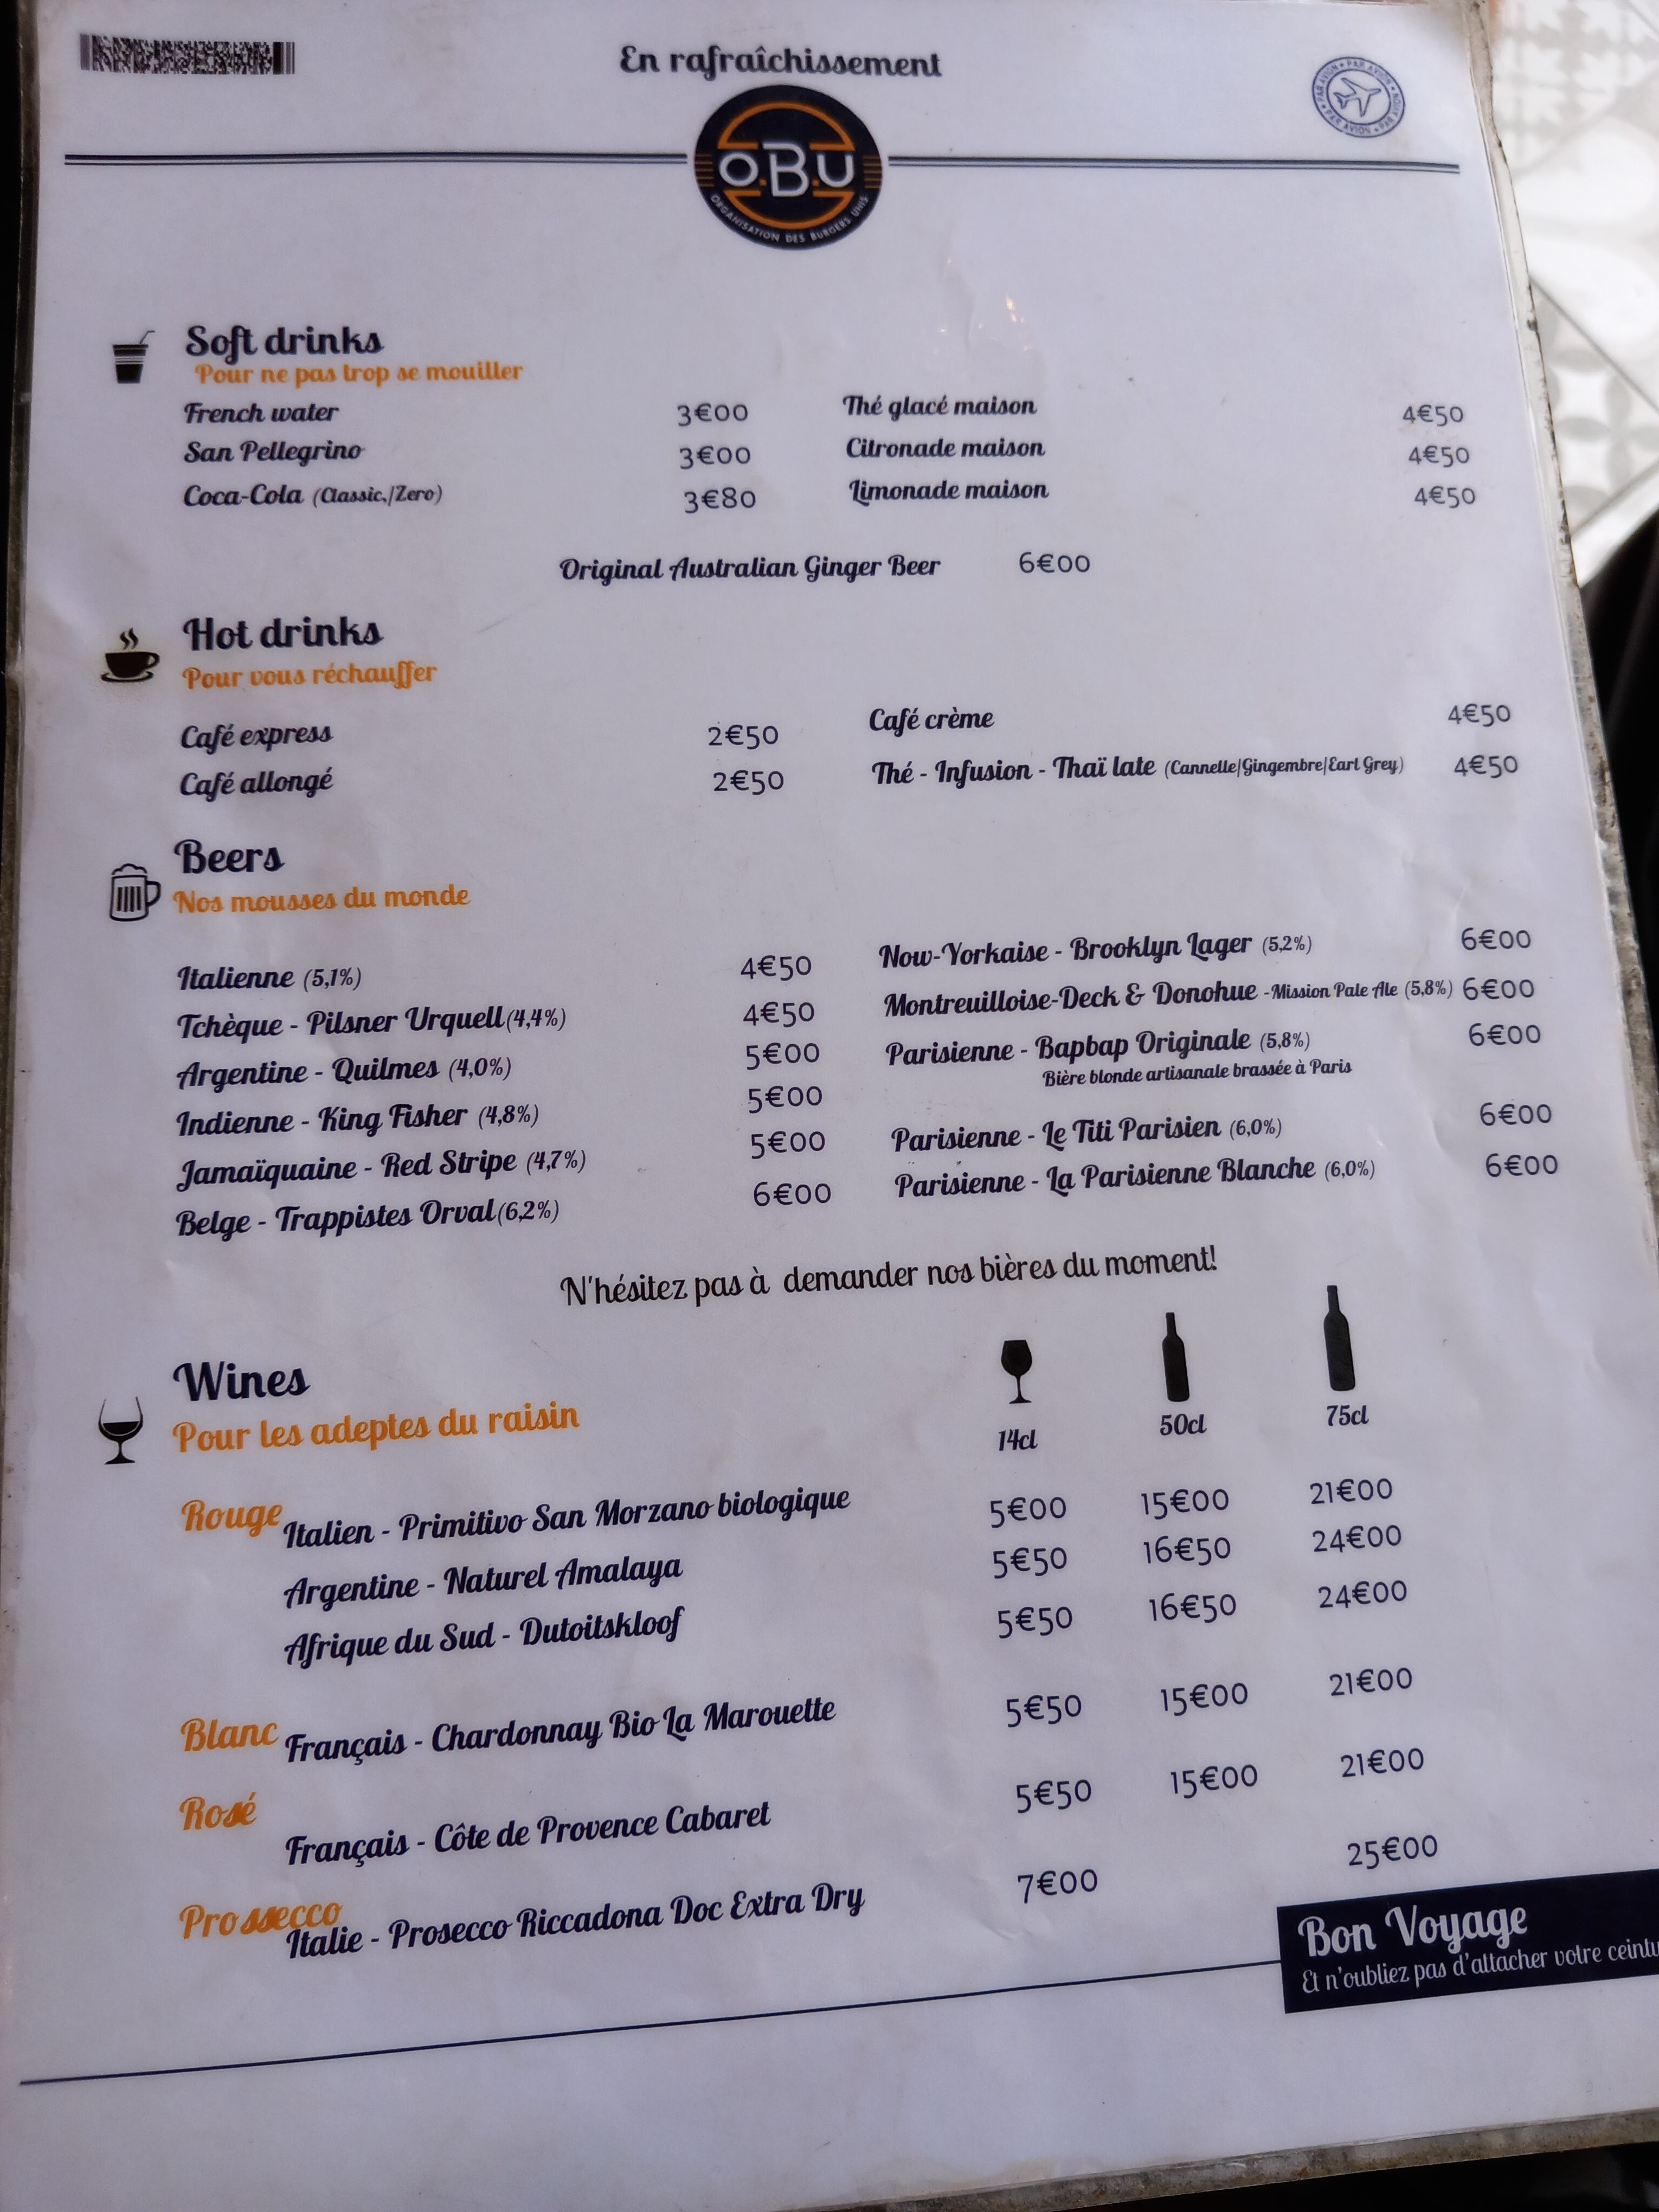 En rafraîchissement
PAR AVION • PAR AVION • PAR AVION • PAR AVION
O.B.U
ORGANISATION DES BURGERS UNIS
Soft drinks
Pour ne pas trop se mouiller
French water 3€00 Thé glacé maison 4€50
San Pellegrino 3€00 Citronade maison 4€50
Coca-Cola (Classic,/Zero) 3€80 Limonade maison 4€50
Original Australian Ginger Beer 6€00
Hot drinks
Pour vous réchauffer
Café express 2€50 Café crème 4€50
Café allongé 2€50 Thé - Infusion - Thaï late (Cannelle/Gingembre/Earl Grey) 4€50
Beers
Nos mousses du monde
Italienne (5,1%) 4€50 Now-Yorkaise - Brooklyn Lager (5,2%) 6€00
Tchèque - Pilsner Urquell (4,4%) 4€50 Montreuilloise-Deck & Donohue - Mission Pale Ale (5,8%) 6€00
Argentine - Quilmes (4,0%) 5€00 Parisienne - Bapbap Originale (5,8%) 6€00
Bière blonde artisanale brassée à Paris
Indienne - King Fisher (4,8%) 5€00
Jamaïquaine - Red Stripe (4,7%) 5€00 Parisienne - Le Titi Parisien (6,0%) 6€00
Belge - Trappistes Orval (6,2%) 6€00 Parisienne - La Parisienne Blanche (6,0%) 6€00
N'hésitez pas à demander nos bières du moment!
Wines
Pour les adeptes du raisin
14cl 50cl 75cl
Rouge
Italien - Primitivo San Morzano biologique 5€00 15€00 21€00
Argentine - Naturel Amalaya 5€50 16€50 24€00
Afrique du Sud - Dutoitskloof 5€50 16€50 24€00
Blanc
Français - Chardonnay Bio La Marouette 5€50 15€00 21€00
Rosé
Français - Côte de Provence Cabaret 5€50 15€00 21€00
Prossecco
Italie - Prosecco Riccadona Doc Extra Dry 7€00 25€00
Bon Voyage
Et n'oubliez pas d'attacher votre ceintu